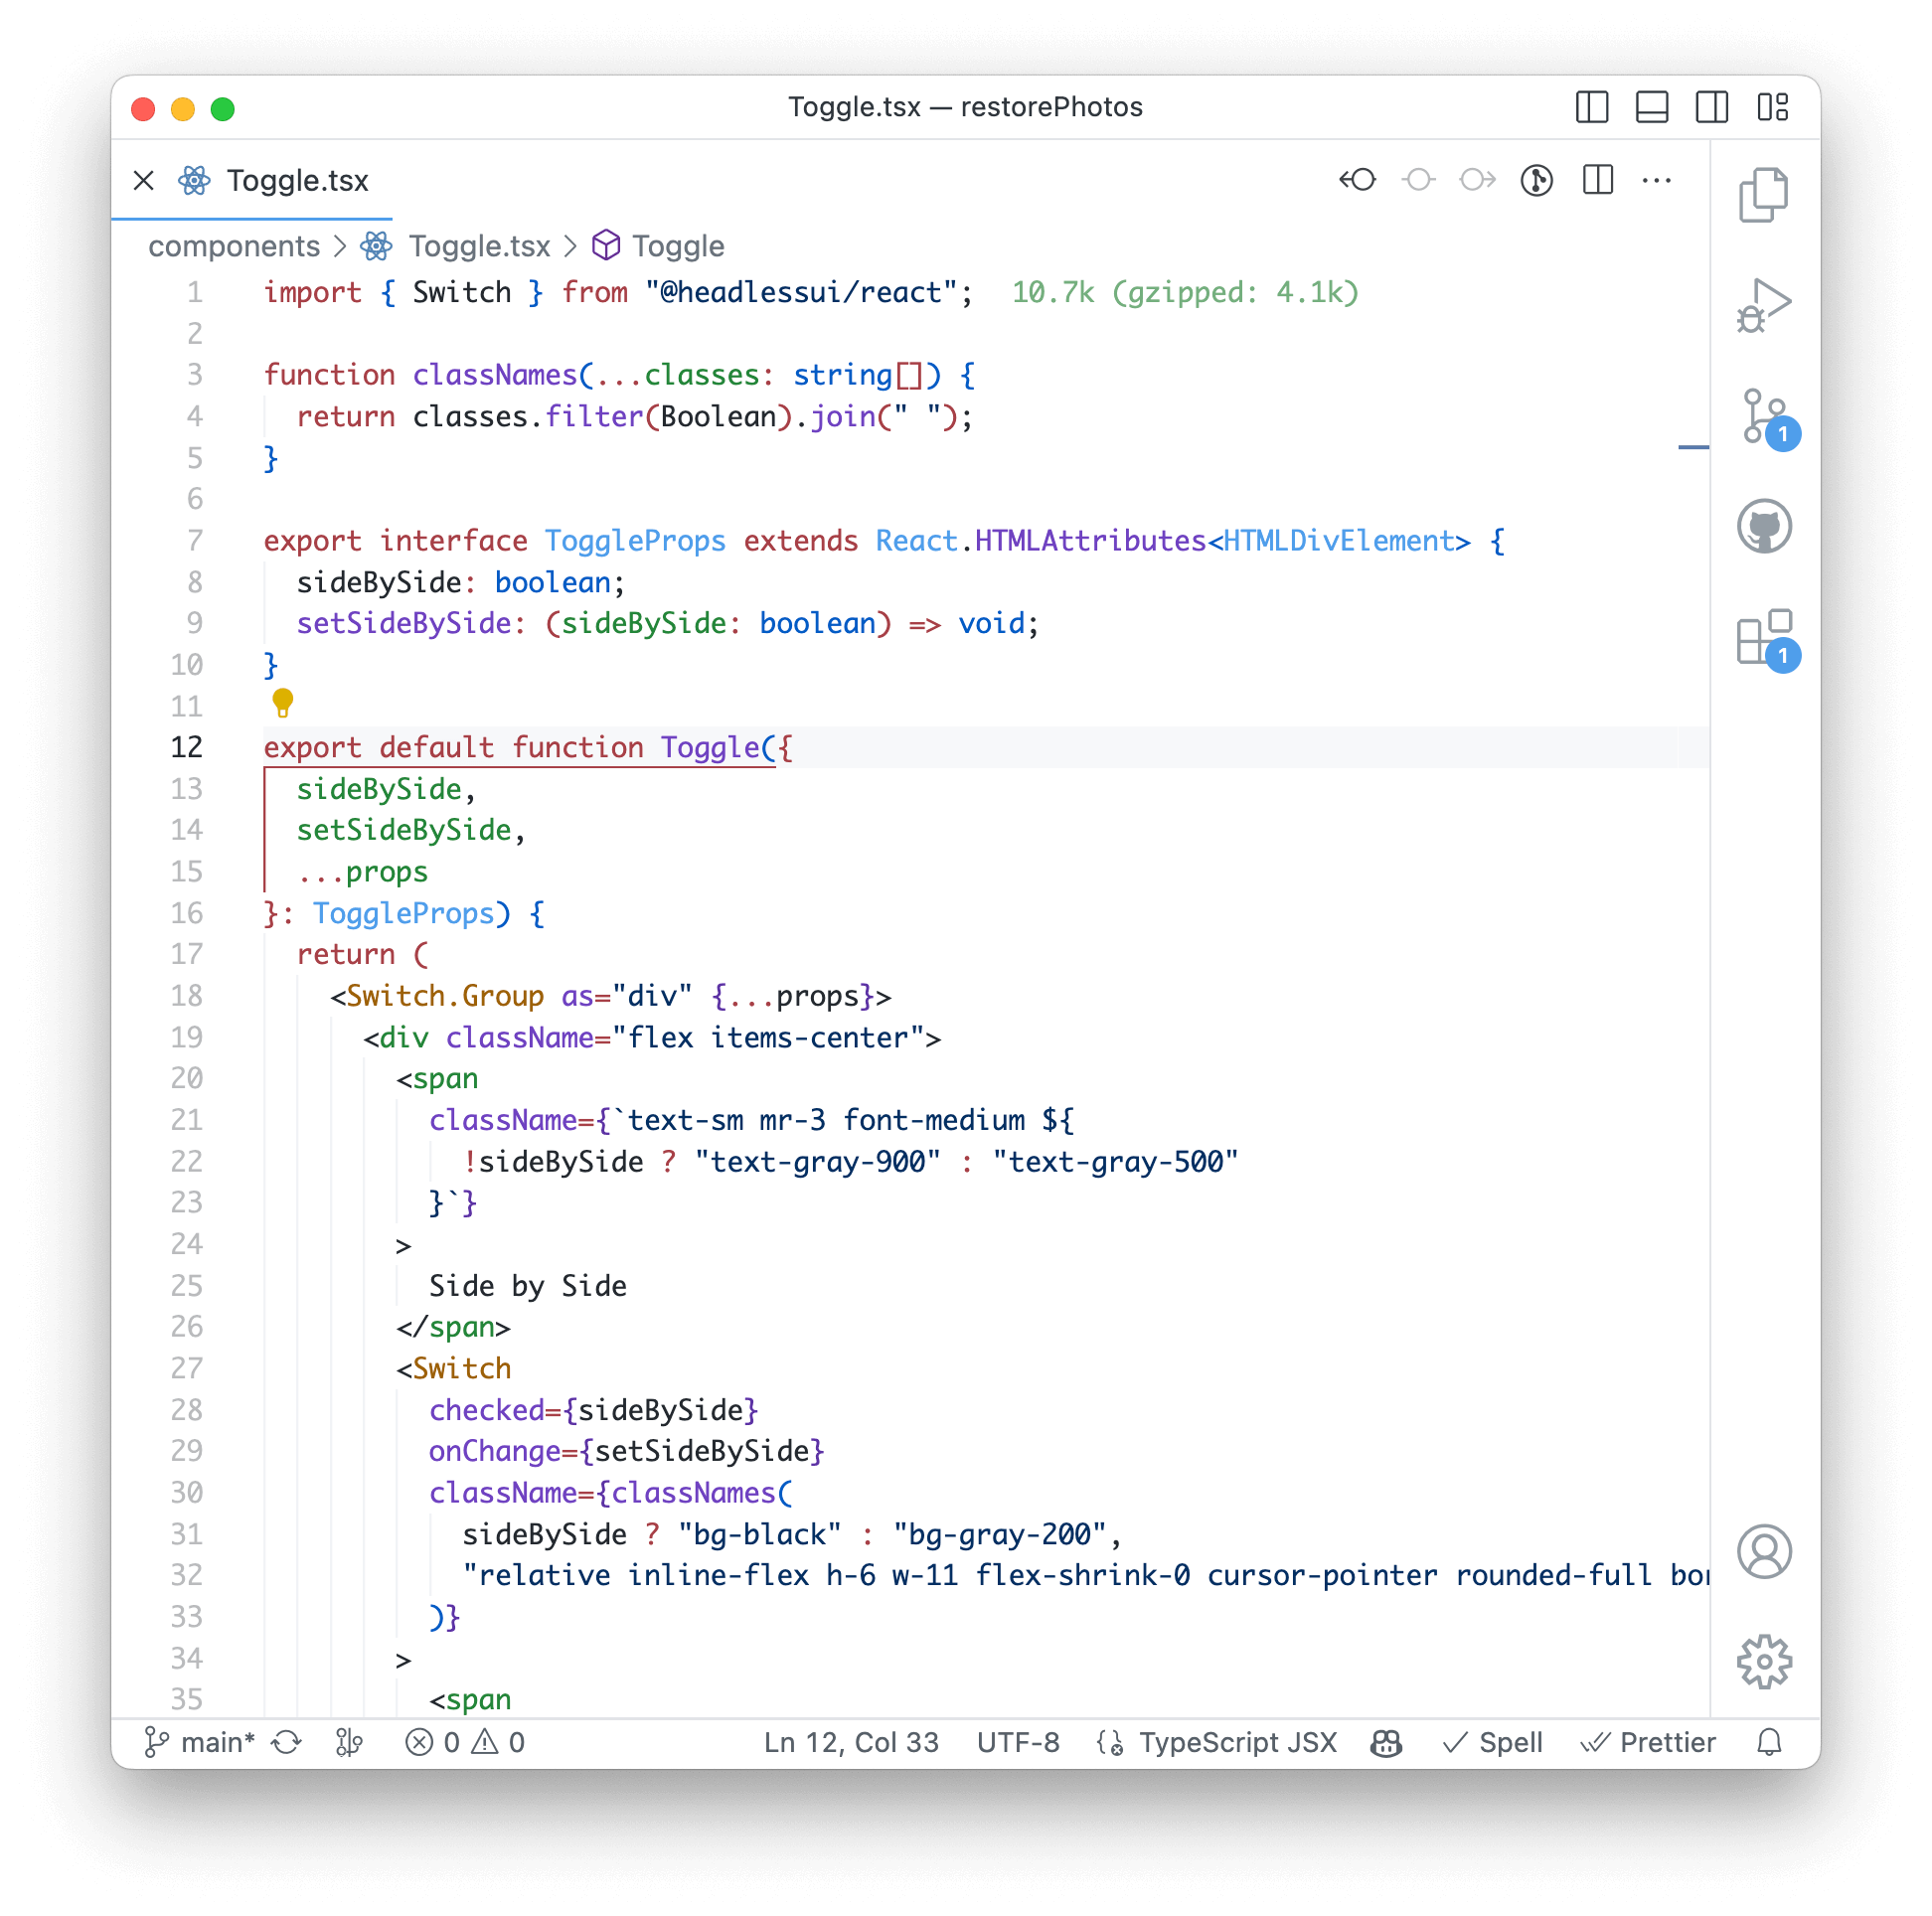 Toggle.tsx — restorePhotos
Toggle.tsx
components > Toggle.tsx > Toggle
1 import { Switch } from "@headlessui/react"; 10.7k (gzipped: 4.1k)
2
3 function classNames(...classes: string[]) {
4   return classes.filter(Boolean).join(" ");
5 }
6
7 export interface ToggleProps extends React.HTMLAttributes<HTMLDivElement> {
8   sideBySide: boolean;
9   setSideBySide: (sideBySide: boolean) => void;
10 }
11
12 export default function Toggle({
13   sideBySide,
14   setSideBySide,
15   ...props
16 }: ToggleProps) {
17   return (
18     <Switch.Group as="div" {...props}>
19       <div className="flex items-center">
20         <span
21           className={`text-sm mr-3 font-medium ${
22             !sideBySide ? "text-gray-900" : "text-gray-500"
23           }`}
24         >
25           Side by Side
26         </span>
27         <Switch
28           checked={sideBySide}
29           onChange={setSideBySide}
30           className={classNames(
31             sideBySide ? "bg-black" : "bg-gray-200",
32             "relative inline-flex h-6 w-11 flex-shrink-0 cursor-pointer rounded-full
33           )}
34         >
35           <span
1
1
main* 0 0 Ln 12, Col 33 UTF-8 TypeScript JSX Spell Prettier